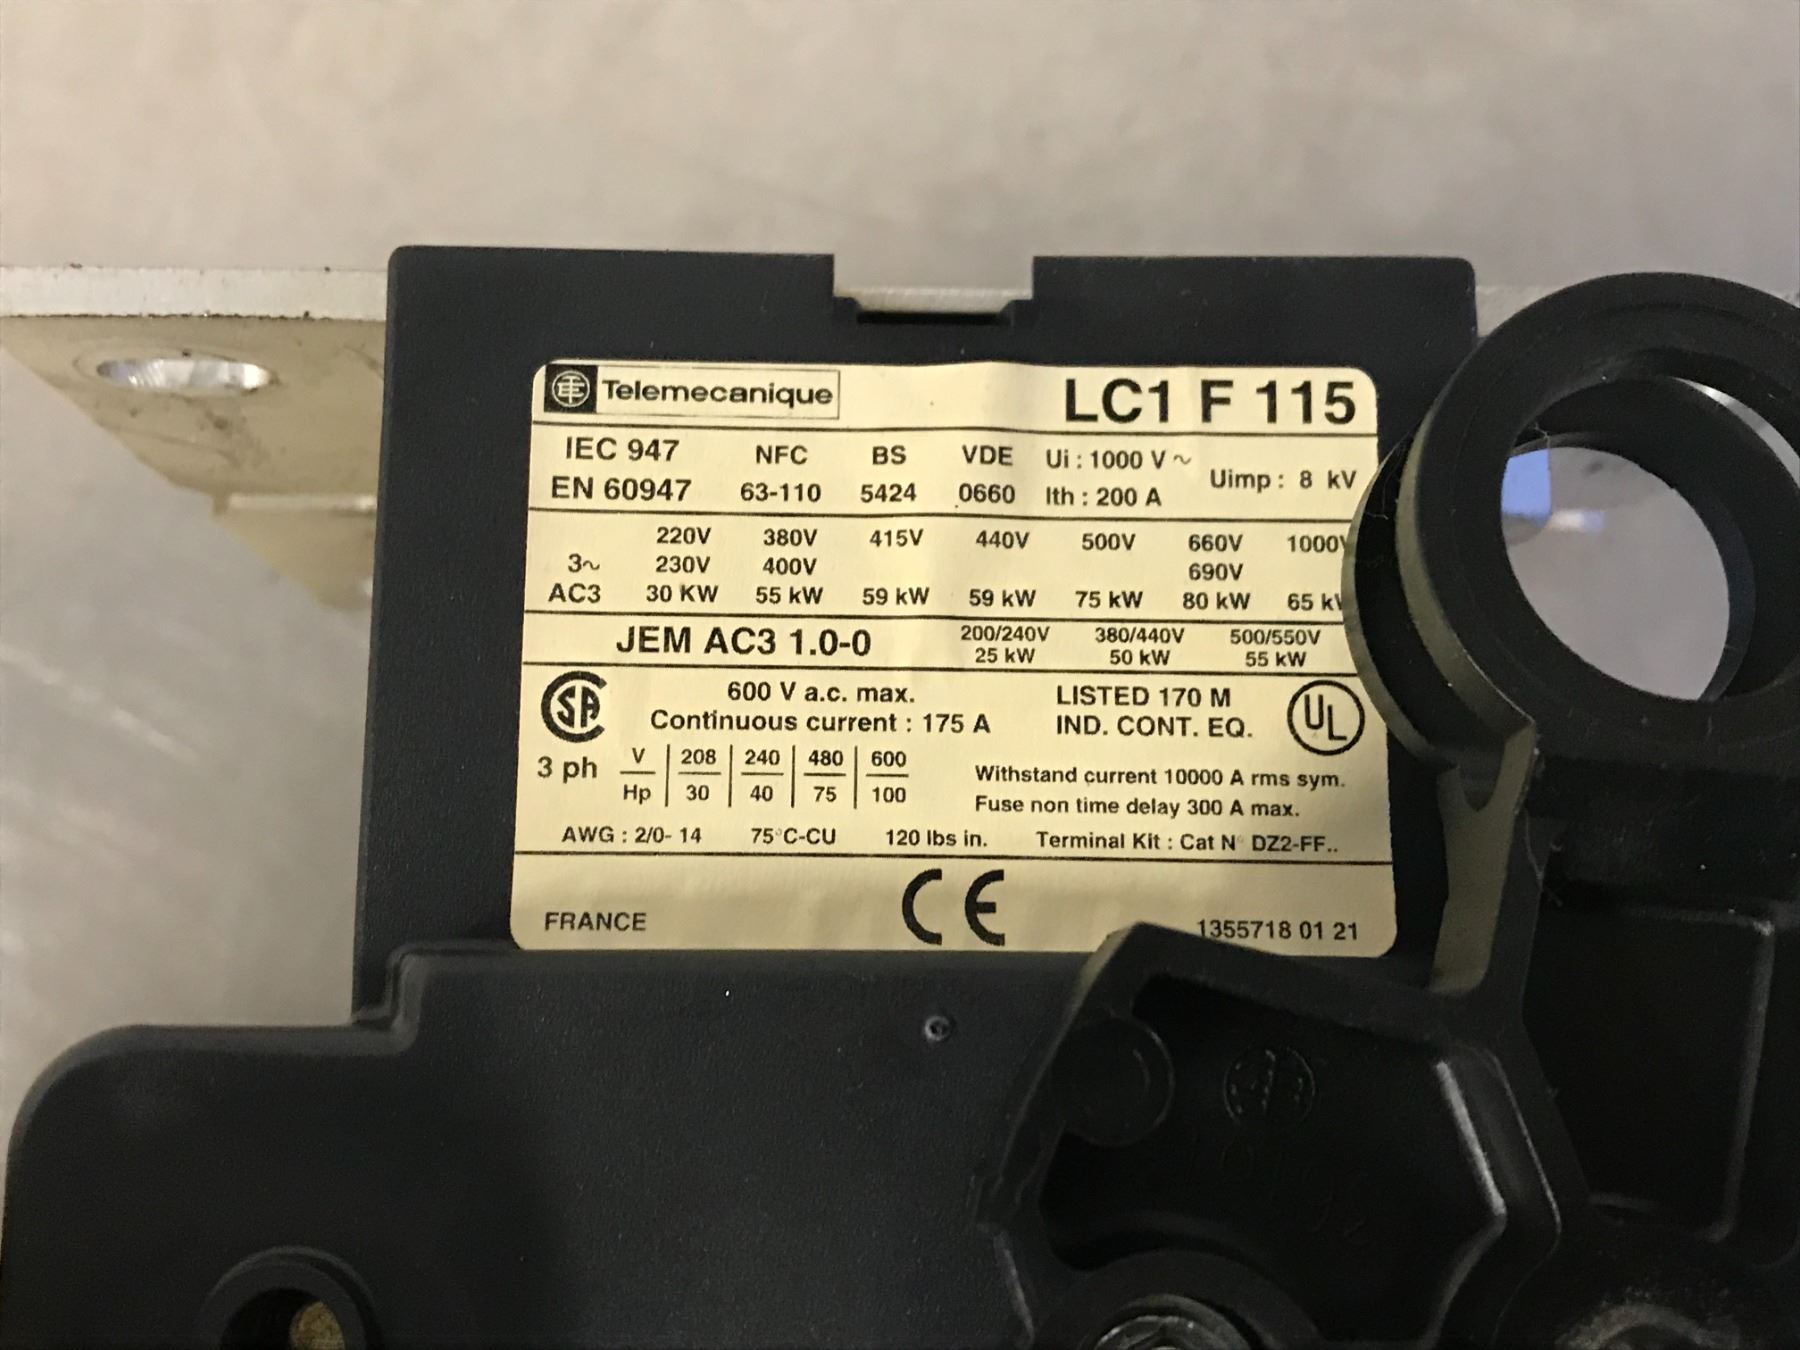 Telemecanique LC1 F 115
IEC 947 NFC BS VDE Ui : 1000 V ~ Uimp : 8 kV
EN 60947 63-110 5424 0660 Ith : 200 A
220V 380V 415V 440V 500V 660V 1000V
3~ 230V 400V 690V
AC3 30 KW 55 kW 59 kW 59 kW 75 kW 80 kW 65
JEM AC3 1.0-0 200/240V 380/440V 500/550V
25 kW 50 kW 55 kW
CSA 600 V a.c. max. LISTED 170 M UL
Continuous current : 175 A IND. CONT. EQ.
3 ph V 208 240 480 600
Hp 30 40 75 100
Withstand current 10000 A rms sym.
Fuse non time delay 300 A max.
AWG : 2/0- 14 75°C-CU 120 lbs in. Terminal Kit : Cat N° DZ2-FF..
FRANCE CE 1355718 01 21